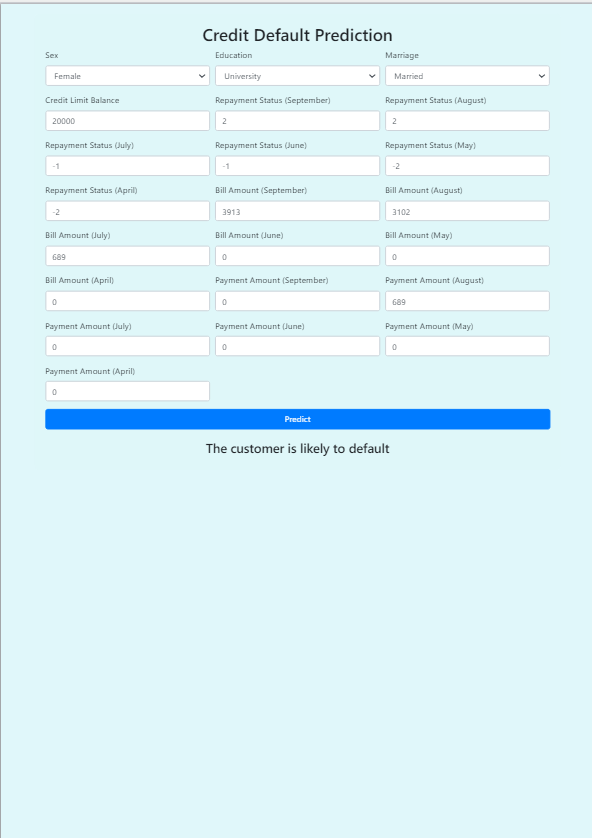 Credit Default Prediction
Sex Education Marriage
Female University Married
Credit Limit Balance Repayment Status (September) Repayment Status (August)
20000 2 2
Repayment Status (July) Repayment Status (June) Repayment Status (May)
-1 -1 -2
Repayment Status (April) Bill Amount (September) Bill Amount (August)
-2 3913 3102
Bill Amount (July) Bill Amount (June) Bill Amount (May)
689 0 0
Bill Amount (April) Payment Amount (September) Payment Amount (August)
0 0 689
Payment Amount (July) Payment Amount (June) Payment Amount (May)
0 0 0
Payment Amount (April)
0
Predict
The customer is likely to default